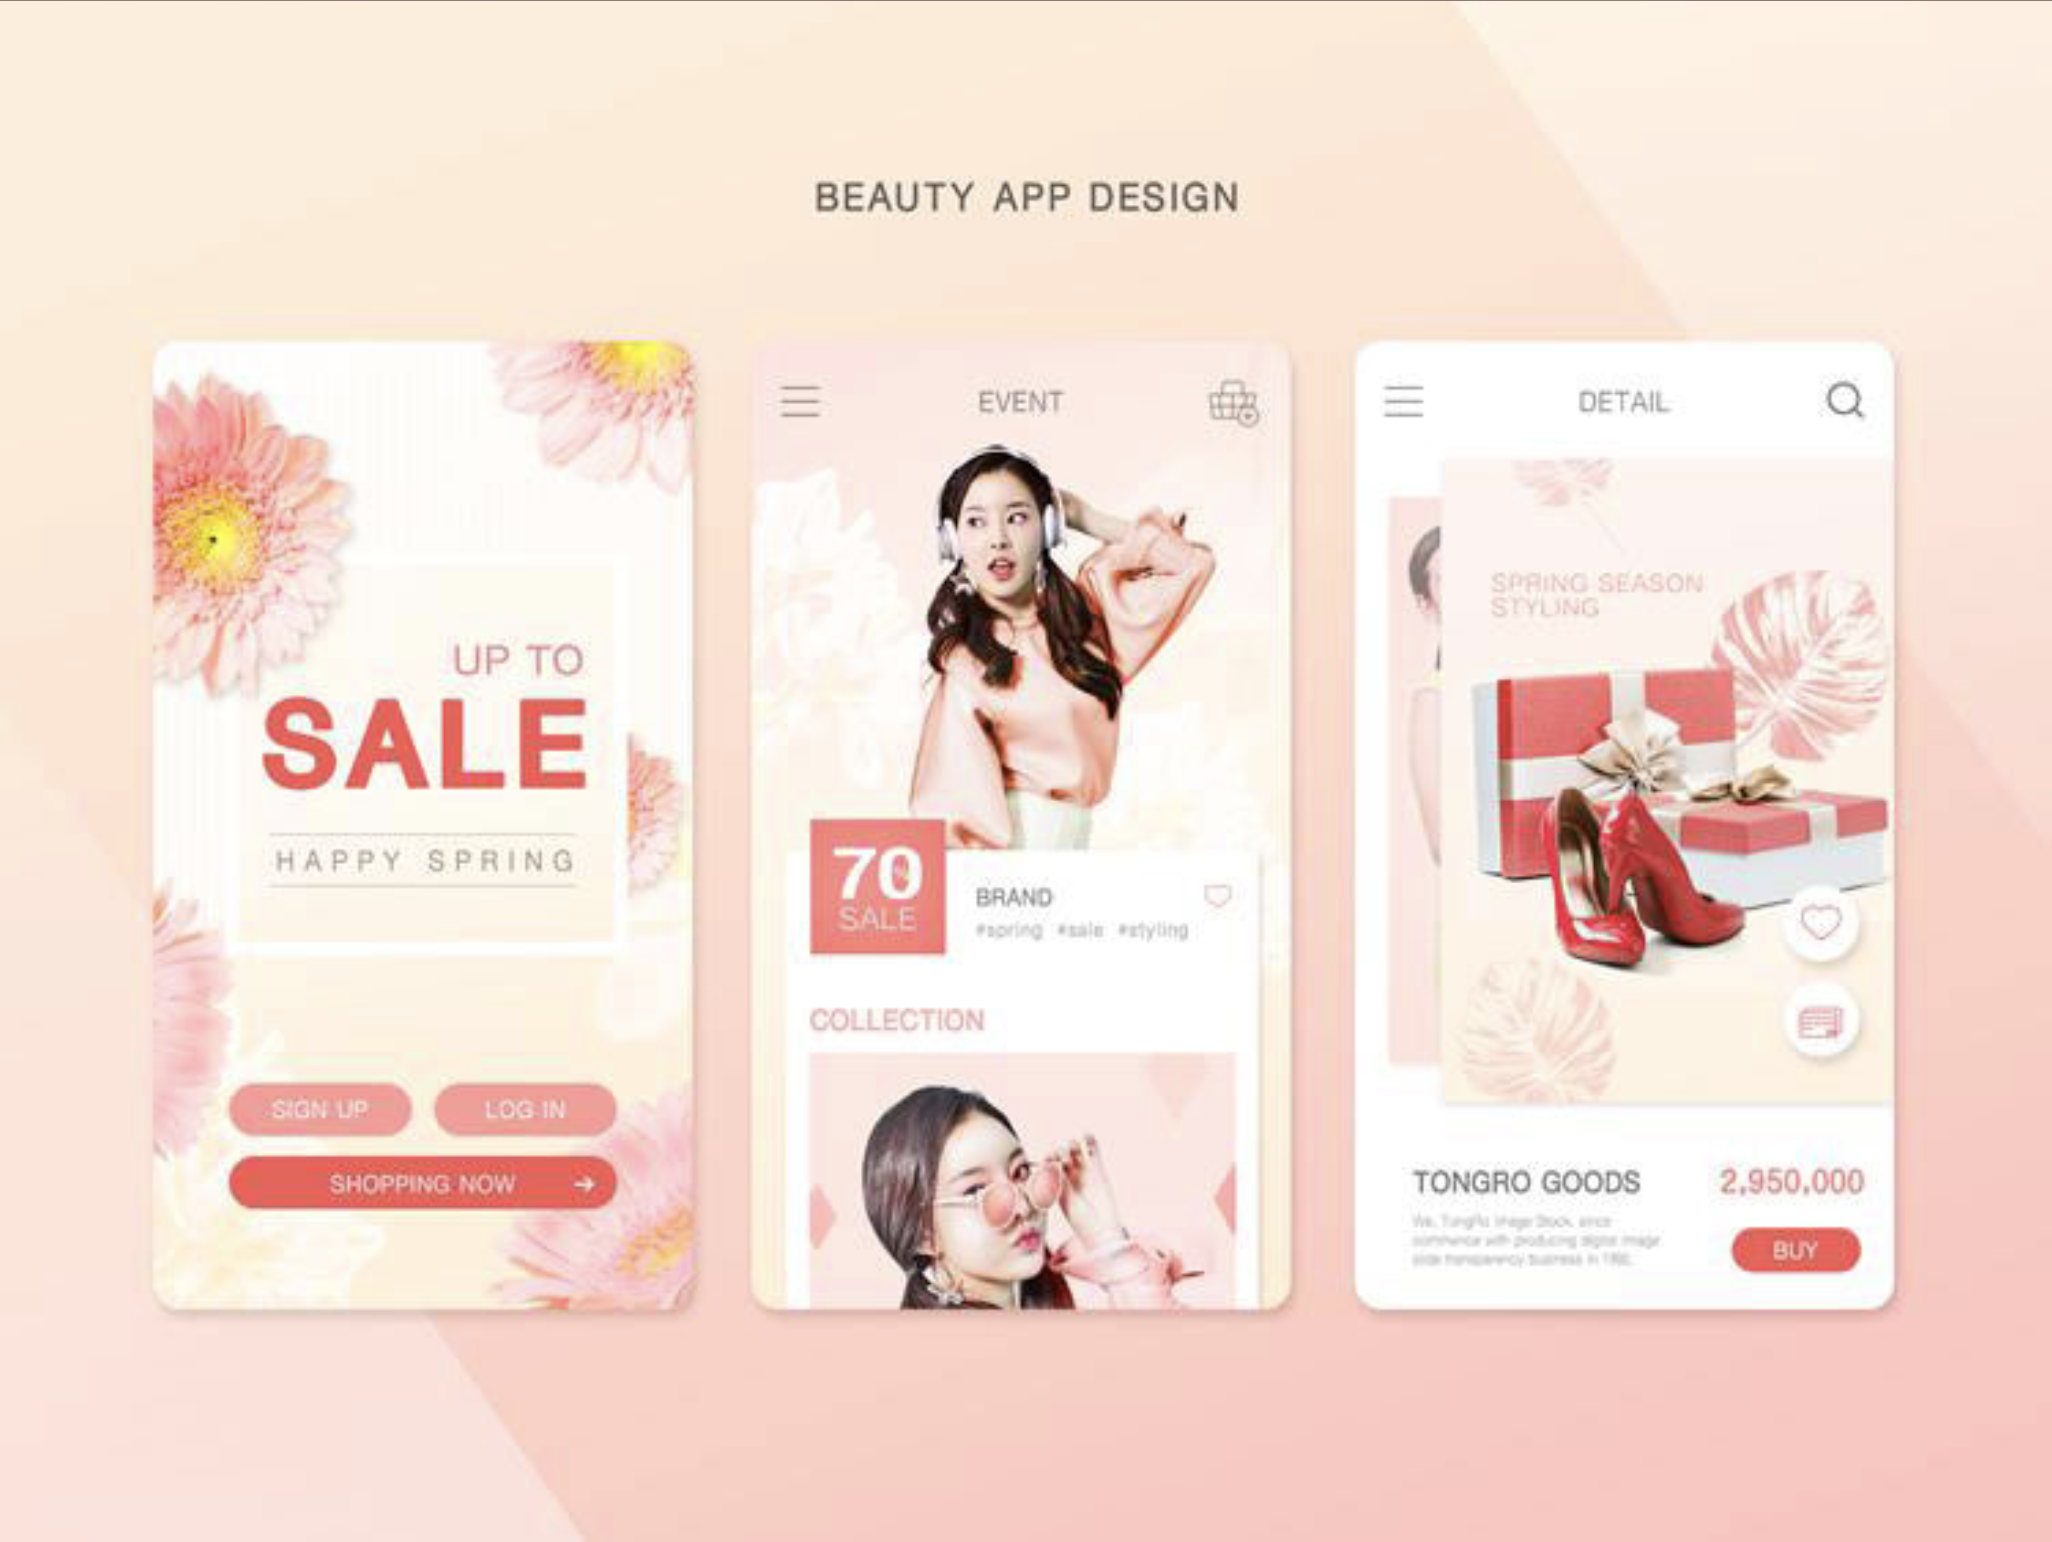 BEAUTY APP DESIGN
UP TO
SALE
HAPPY SPRING
SIGN UP
LOG IN
SHOPPING NOW
EVENT
70
SALE
BRAND
#spring #sale #styling
COLLECTION
DETAIL
SPRING SEASON
STYLING
TONGRO GOODS
2,950,000
We, TongRo Image Stock, since
commence with producing digital image
slide transparency business in
BUY